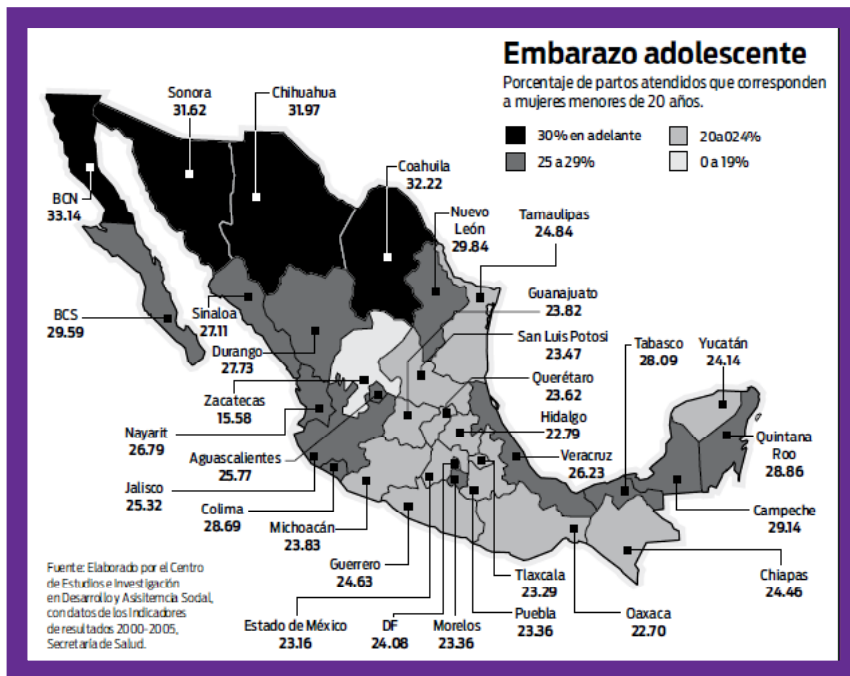 Embarazo adolescente
Porcentaje de partos atendidos que corresponden
a mujeres menores de 20 años.
30% en adelante
20a024%
25 a 29%
0 a 19%
Sonora
31.62
Chihuahua
31.97
Coahuila
32.22
BCN
33.14
Nuevo
León
29.84
Tamaulipas
24.84
Guanajuato
23.82
BCS
29.59
Sinaloa
27.11
San Luis Potosi
23.47
Tabasco
28.09
Yucatán
24.14
Durango
27.73
Querétaro
23.62
Zacatecas
15.58
Hidalgo
22.79
Nayarit
26.79
Quintana
Roo
28.86
Aguascalientes
25.77
Veracruz
26.23
Jalisco
25.32
Colima
28.69
Campeche
29.14
Michoacán
23.83
Guerrero
24.63
Tlaxcala
23.29
Chiapas
24.46
Estado de México
23.16
DF
24.08
Morelos
23.36
Puebla
23.36
Oaxaca
22.70
Fuente: Elaborado por el Centro
de Estudios e Investigación
en Desarrollo y Asisitemcia Social,
con datos de los Indicadores
de resultados 2000-2005,
Secretaría de Salud.